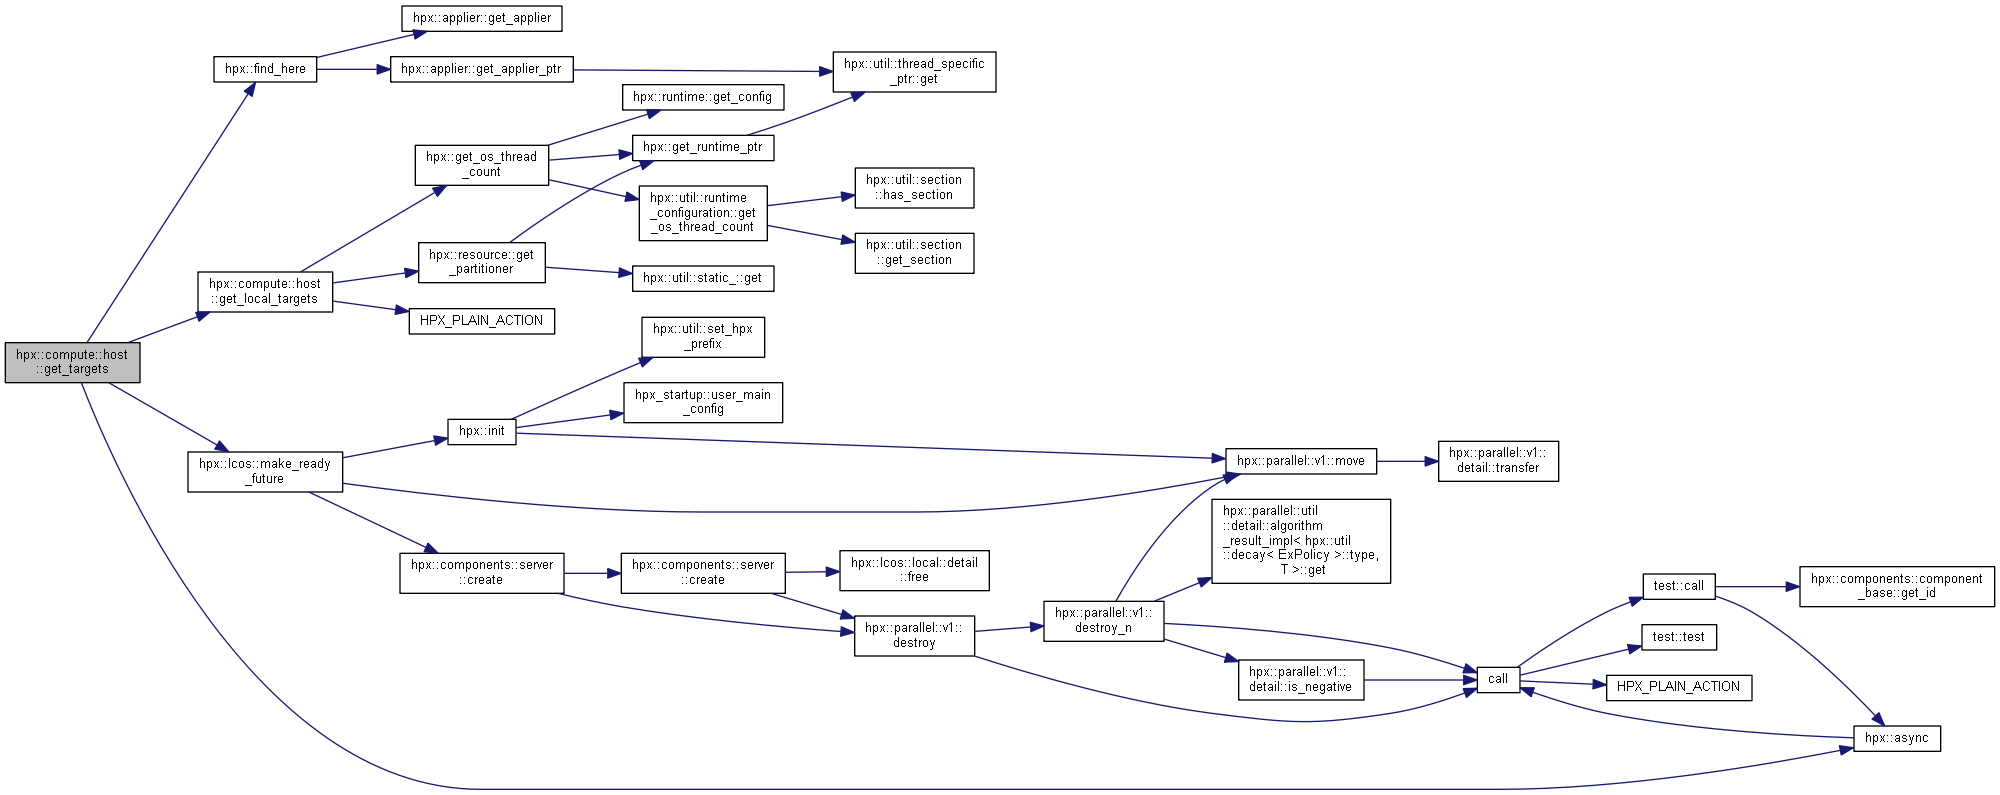 hpx::applier::get_applier
hpx::find_here
hpx::applier::get_applier_ptr
hpx::util::thread_specific
_ptr::get
hpx::runtime::get_config
hpx::get_os_thread
_count
hpx::get_runtime_ptr
hpx::util::section
::has_section
hpx::util::runtime
_configuration::get
_os_thread_count
hpx::util::section
::get_section
hpx::resource::get
_partitioner
hpx::util::static_::get
hpx::compute::host
::get_local_targets
HPX_PLAIN_ACTION
hpx::compute::host
::get_targets
hpx::util::set_hpx
_prefix
hpx_startup::user_main
_config
hpx::init
hpx::lcos::make_ready
_future
hpx::parallel::v1::move
hpx::parallel::v1::
detail::transfer
hpx::parallel::util
::detail::algorithm
_result_impl< hpx::util
::decay< ExPolicy >::type,
T >::get
hpx::components::server
::create
hpx::components::server
::create
hpx::lcos::local::detail
::free
hpx::parallel::v1::
destroy
hpx::parallel::v1::
destroy_n
hpx::parallel::v1::
detail::is_negative
call
test::call
hpx::components::component
_base::get_id
test::test
HPX_PLAIN_ACTION
hpx::async